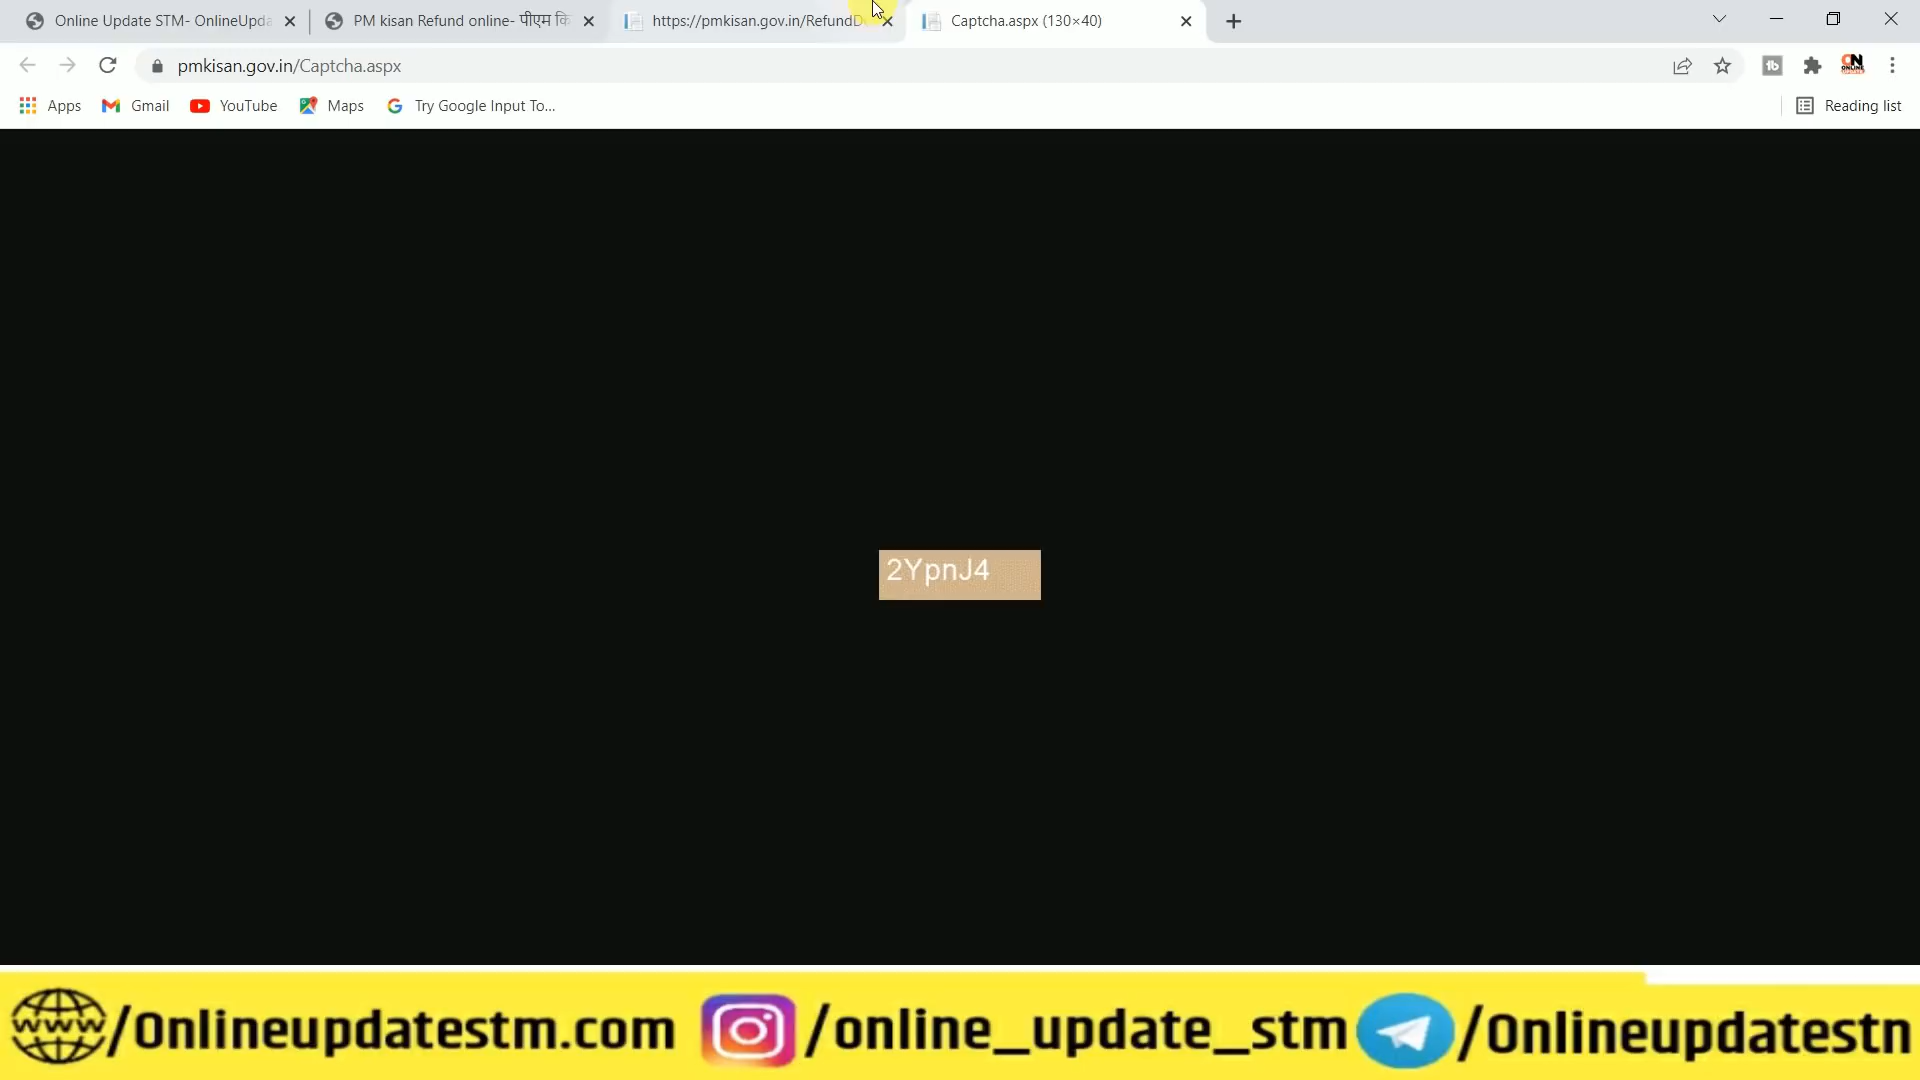 Online Update STM- OnlineUpda
PM kisan Refund online- पीएम कि
https://pmkisan.gov.in/RefundD
Captcha.aspx (130×40)
pmkisan.gov.in/Captcha.aspx
Apps
Gmail
YouTube
Maps
Try Google Input To...
Reading list
2YpnJ4
/Onlineupdatestm.com
/online_update_stm
/Onlineupdatestn